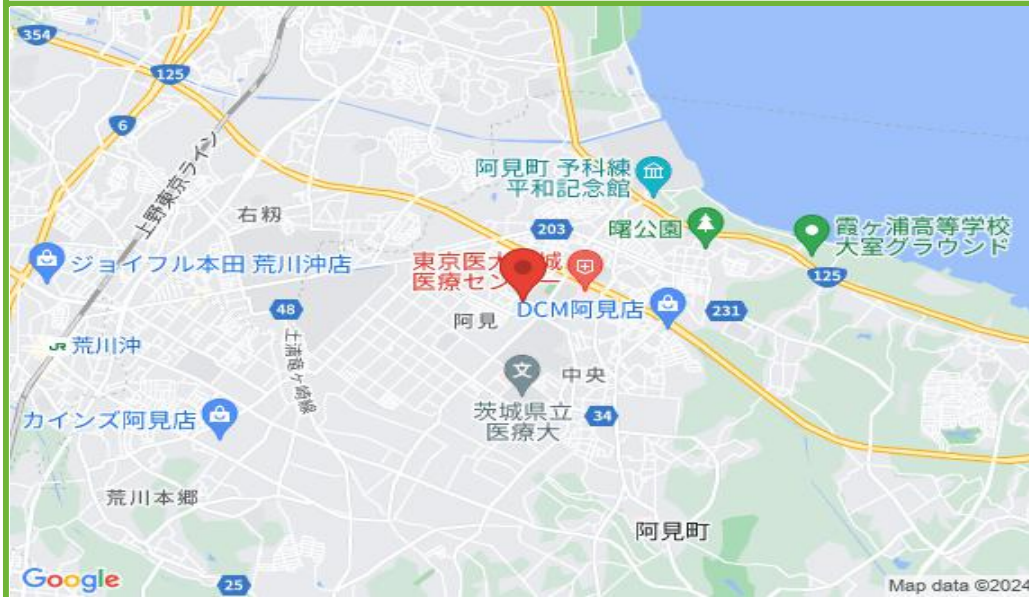 354
125
6
上野東京ライン
阿見町 予科練
平和記念館
右籾
203
曙公園
霞ヶ浦高等学校
大室グラウンド
ジョイフル本田 荒川沖店
東京医大 城
医療セン ー
125
48
阿見
DCM阿見店
231
JR 荒川沖
土浦竜ヶ崎線
中央
カインズ阿見店
茨城県立
医療大
34
荒川本郷
阿見町
Google
25
Map data ©2024